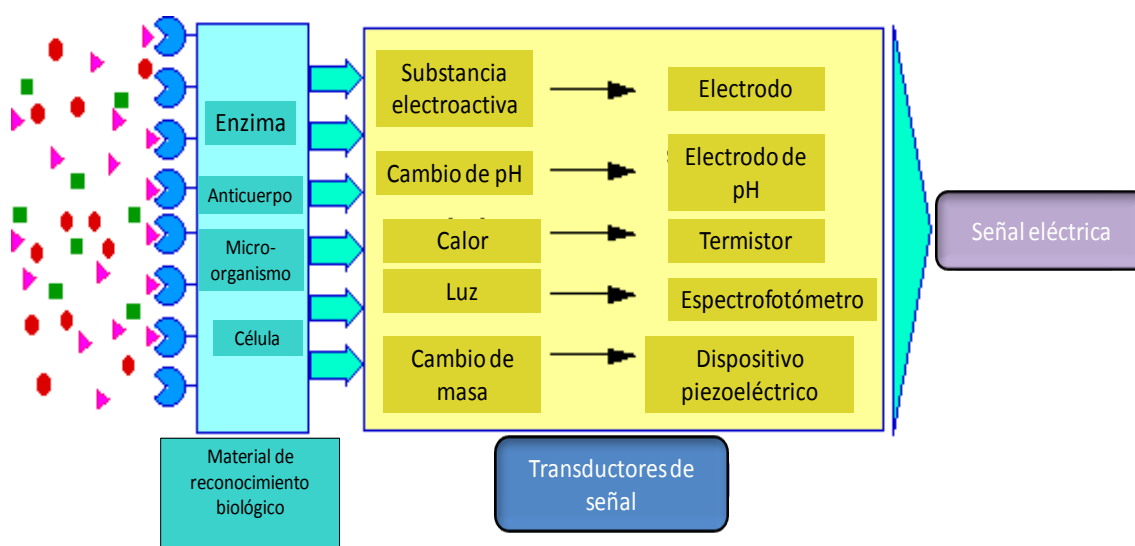 Enzima
Anticuerpo
Micro-
organismo
Célula
Material de
reconocimiento
biológico
Substancia
electroactiva
Electrodo
Cambio de pH
Electrodo de
pH
Calor
Termistor
Luz
Espectrofotómetro
Cambio de
masa
Dispositivo
piezoeléctrico
Transductores de
señal
Señal eléctrica